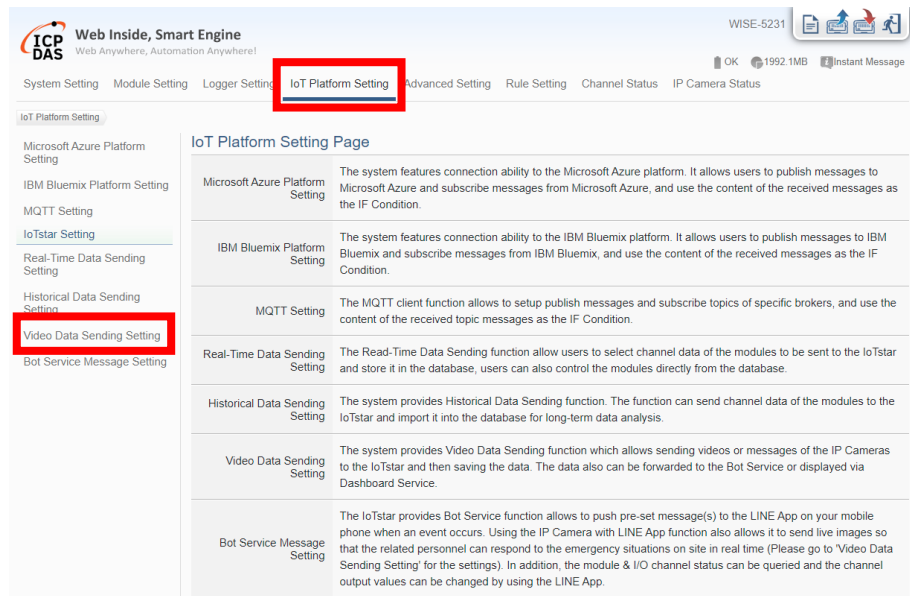 WISE-5231
ICP
DAS
Web Inside, Smart Engine
Web Anywhere, Automation Anywhere!
OK 1992.1MB Instant Message
System Setting Module Setting Logger Setting IoT Platform Setting Advanced Setting Rule Setting Channel Status IP Camera Status
IoT Platform Setting
Microsoft Azure Platform
Setting
IBM Bluemix Platform Setting
MQTT Setting
IoTstar Setting
Real-Time Data Sending
Setting
Historical Data Sending
Setting
Video Data Sending Setting
Bot Service Message Setting
IoT Platform Setting Page
Microsoft Azure Platform
Setting
The system features connection ability to the Microsoft Azure platform. It allows users to publish messages to
Microsoft Azure and subscribe messages from Microsoft Azure, and use the content of the received messages as
the IF Condition.
IBM Bluemix Platform
Setting
The system features connection ability to the IBM Bluemix platform. It allows users to publish messages to IBM
Bluemix and subscribe messages from IBM Bluemix, and use the content of the received messages as the IF
Condition.
MQTT Setting
The MQTT client function allows to setup publish messages and subscribe topics of specific brokers, and use the
content of the received topic messages as the IF Condition.
Real-Time Data Sending
Setting
The Read-Time Data Sending function allow users to select channel data of the modules to be sent to the IoTstar
and store it in the database, users can also control the modules directly from the database.
Historical Data Sending
Setting
The system provides Historical Data Sending function. The function can send channel data of the modules to the
IoTstar and import it into the database for long-term data analysis.
Video Data Sending
Setting
The system provides Video Data Sending function which allows sending videos or messages of the IP Cameras
to the IoTstar and then saving the data. The data also can be forwarded to the Bot Service or displayed via
Dashboard Service.
Bot Service Message
Setting
The IoTstar provides Bot Service function allows to push pre-set message(s) to the LINE App on your mobile
phone when an event occurs. Using the IP Camera with LINE App function also allows it to send live images so
that the related personnel can respond to the emergency situations on site in real time (Please go to 'Video Data
Sending Setting' for the settings). In addition, the module & I/O channel status can be queried and the channel
output values can be changed by using the LINE App.